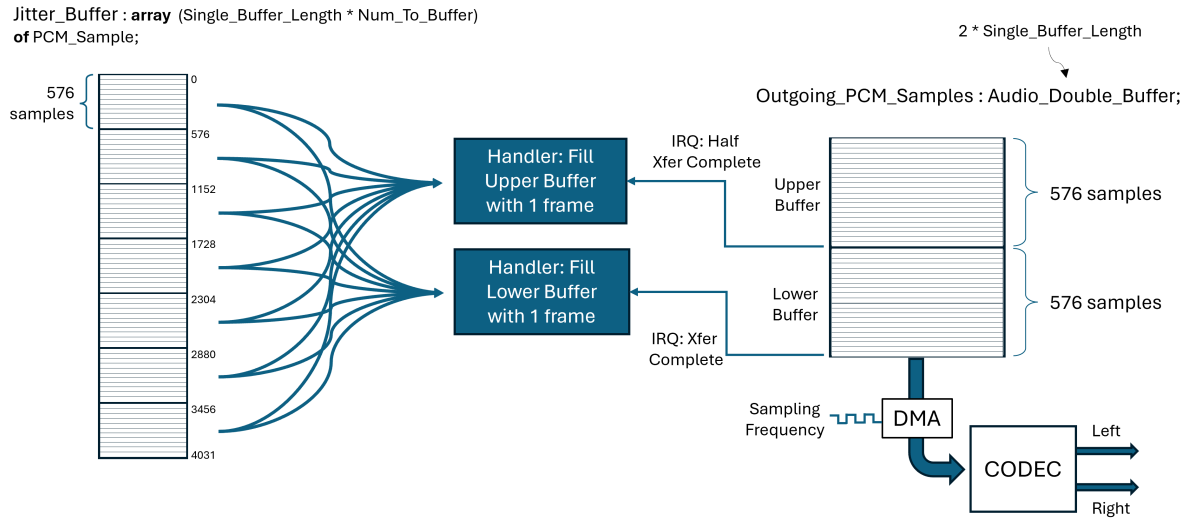 Jitter_Buffer : array (Single_Buffer_Length * Num_To_Buffer)
of PCM_Sample;
2 * Single_Buffer_Length
Outgoing_PCM_Samples : Audio_Double_Buffer;
576
samples
0
576
1152
1728
2304
2880
3456
4031
Handler: Fill
Upper Buffer
with 1 frame
Handler: Fill
Lower Buffer
with 1 frame
IRQ: Half
Xfer Complete
IRQ: Xfer
Complete
Upper
Buffer
Lower
Buffer
576 samples
576 samples
Sampling
Frequency
DMA
CODEC
Left
Right